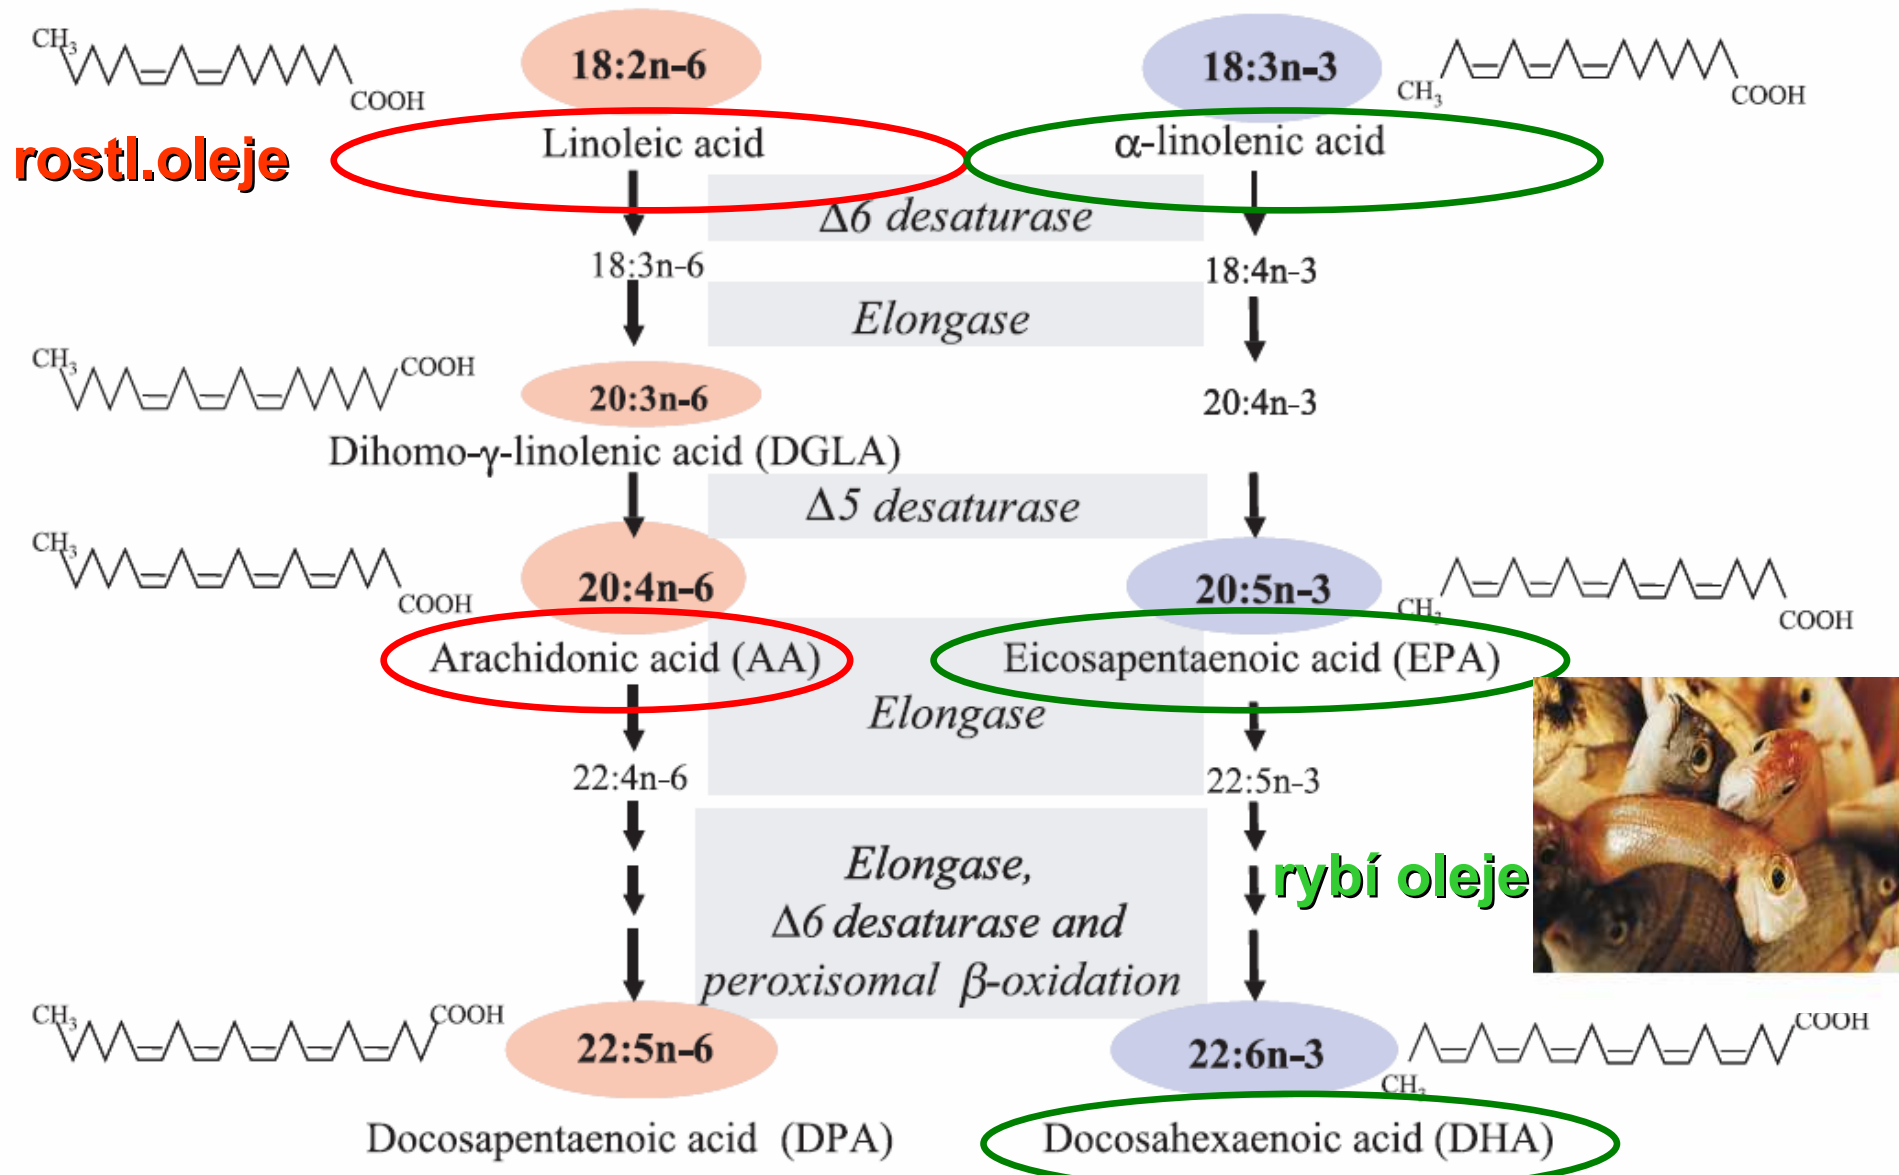 CH3 COOH 18:2n-6 18:3n-3 CH3 COOH
rostl.oleje Linoleic acid α-linolenic acid
Δ6 desaturase
18:3n-6 18:4n-3
Elongase
CH3 COOH 20:3n-6 20:4n-3
Dihomo-γ-linolenic acid (DGLA)
Δ5 desaturase
CH3 COOH 20:4n-6 20:5n-3 CH3 COOH
Arachidonic acid (AA) Eicosapentaenoic acid (EPA)
Elongase
22:4n-6 22:5n-3
Elongase,
Δ6 desaturase and
peroxisomal β-oxidation
rybí oleje
CH3 COOH 22:5n-6 22:6n-3 CH3 COOH
Docosapentaenoic acid (DPA) Docosahexaenoic acid (DHA)